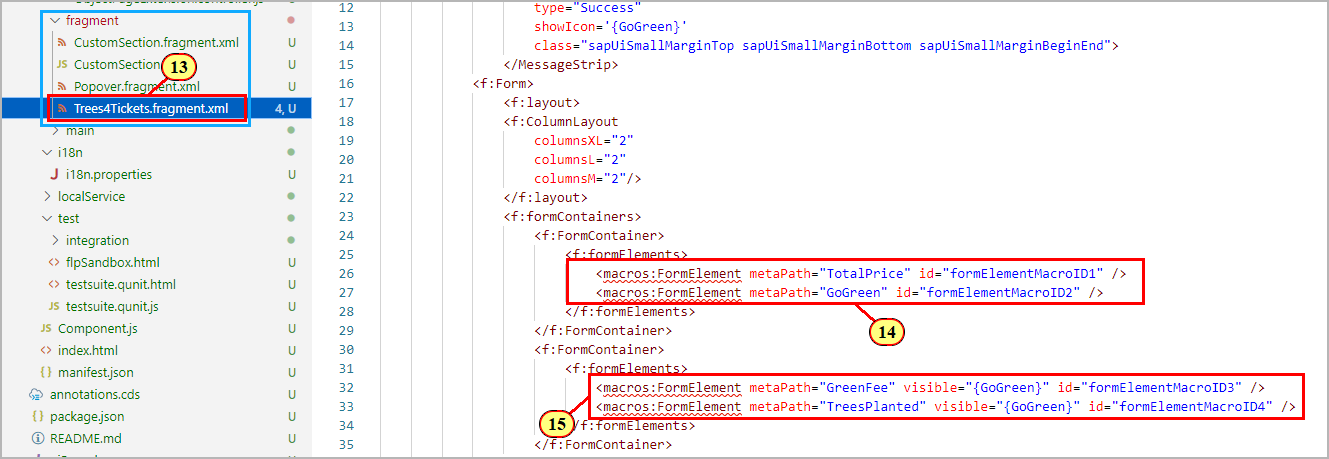 fragment
CustomSection.fragment.xml U
JS CustomSection U
Popover.fragment.xml U
Trees4Tickets.fragment.xml 4, U
main
i18n
i18n.properties U
localService
test
integration
flpSandbox.html U
testsuite.qunit.html U
JS testsuite.qunit.js U
JS Component.js U
index.html U
{} manifest.json U
annotations.cds U
{} package.json U
README.md U
13
12 type="Success"
13 showIcon='{GoGreen}'
14 class="sapUiSmallMarginTop sapUiSmallMarginBottom sapUiSmallMarginBeginEnd">
15 </MessageStrip>
16 <f:Form>
17 <f:layout>
18 <f:ColumnLayout
19 columnsXL="2"
20 columnsL="2"
21 columnsM="2"/>
22 </f:layout>
23 <f:formContainers>
24 <f:FormContainer>
25 <f:formElements>
26 <macros:FormElement metaPath="TotalPrice" id="formElementMacroID1" />
27 <macros:FormElement metaPath="GoGreen" id="formElementMacroID2" />
28 </f:formElements>
29 </f:FormContainer>
30 <f:FormContainer>
31 <f:formElements>
32 <macros:FormElement metaPath="GreenFee" visible="{GoGreen}" id="formElementMacroID3" />
33 <macros:FormElement metaPath="TreesPlanted" visible="{GoGreen}" id="formElementMacroID4" />
34 </f:formElements>
35 </f:FormContainer>
14
15